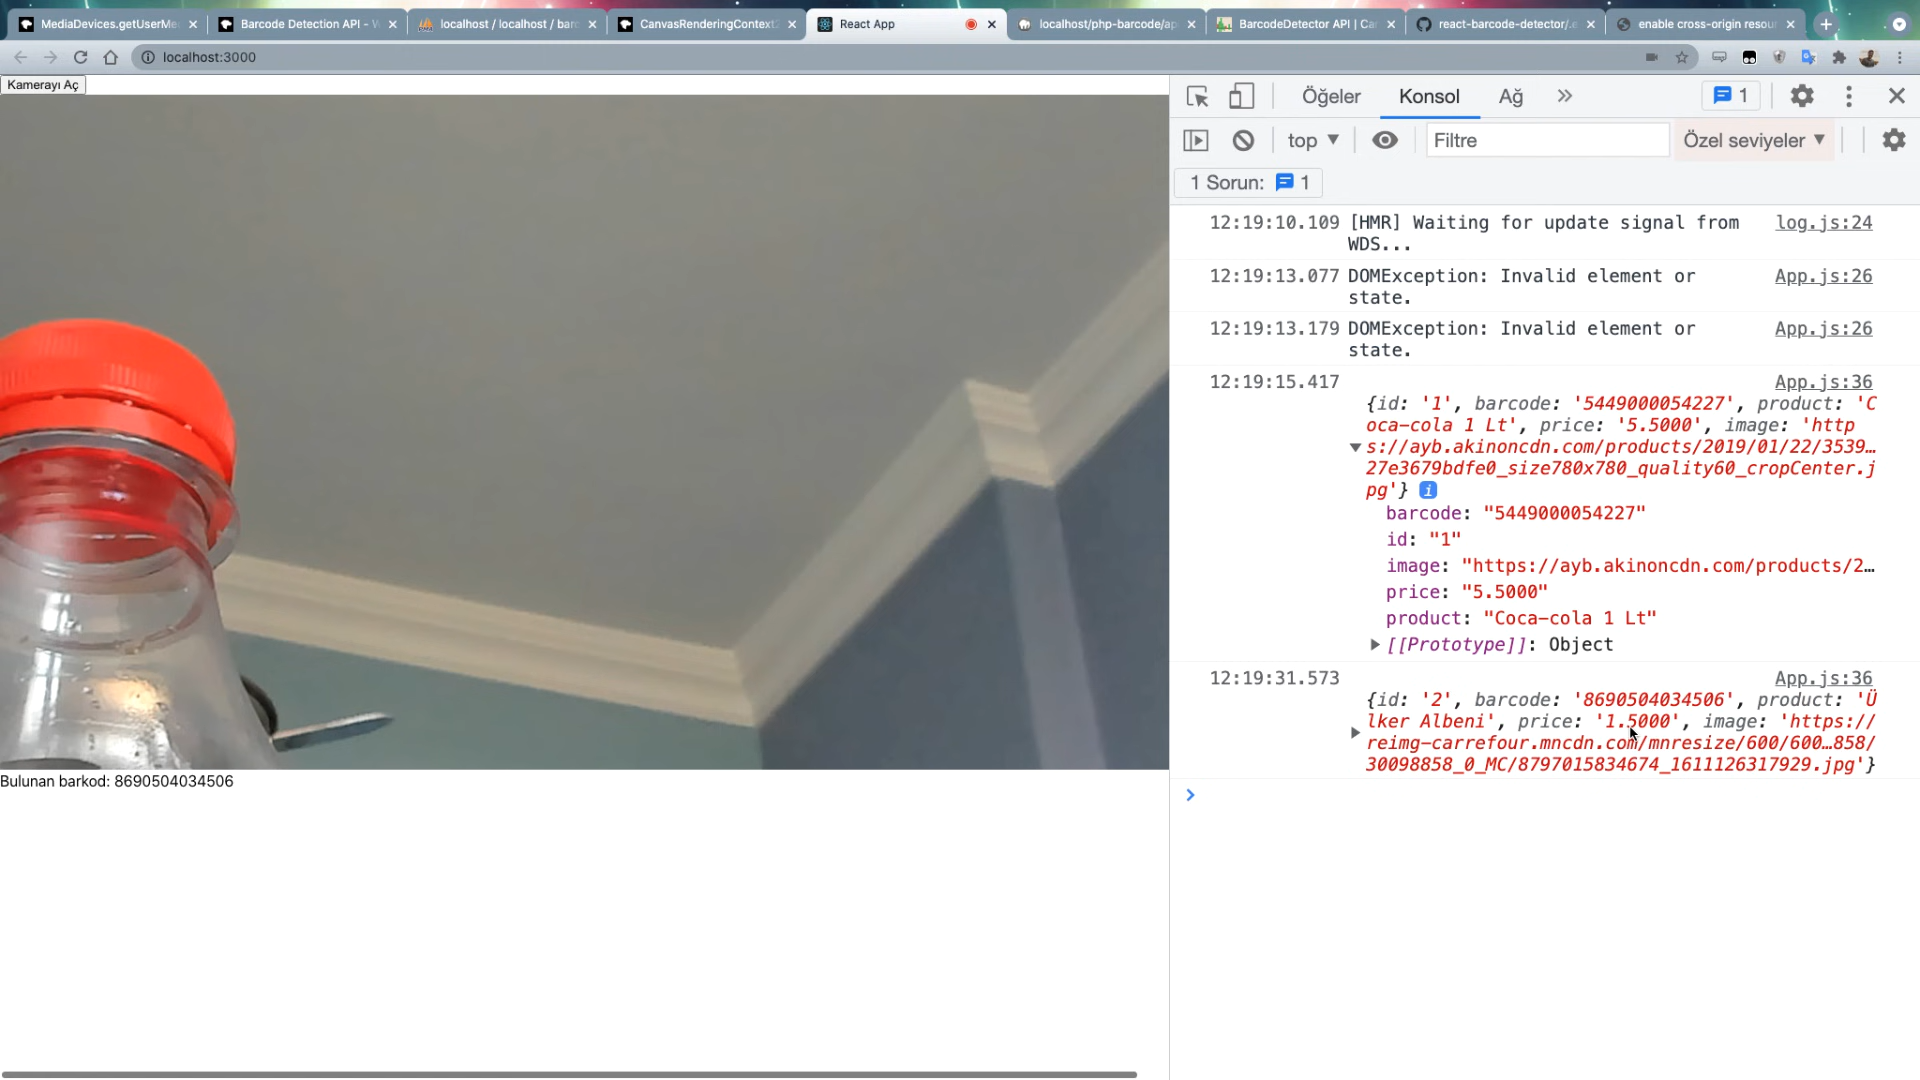 MediaDevices.getUserMe
Barcode Detection API - W
localhost / localhost / bar
CanvasRenderingContext2
React App
localhost/php-barcode/ap
BarcodeDetector API | Ca
react-barcode-detector/.e
enable cross-origin resour
localhost:3000
Kamerayı Aç
Öğeler
Konsol
Ağ
1
top
Filtre
Özel seviyeler
1 Sorun: 1
12:19:10.109 [HMR] Waiting for update signal from log.js:24
WDS...
12:19:13.077 DOMException: Invalid element or App.js:26
state.
12:19:13.179 DOMException: Invalid element or App.js:26
state.
12:19:15.417 App.js:36
{id: '1', barcode: '5449000054227', product: 'C
oca-cola 1 Lt', price: '5.5000', image: 'http
s://ayb.akinoncdn.com/products/2019/01/22/3539…
27e3679bdfe0_size780x780_quality60_cropCenter.j
pg'} i
barcode: "5449000054227"
id: "1"
image: "https://ayb.akinoncdn.com/products/2…
price: "5.5000"
product: "Coca-cola 1 Lt"
[[Prototype]]: Object
12:19:31.573 App.js:36
{id: '2', barcode: '8690504034506', product: 'Ü
lker Albeni', price: '1.5000', image: 'https://
reimg-carrefour.mncdn.com/mnresize/600/600…858/
30098858_0_MC/8797015834674_1611126317929.jpg'}
Bulunan barkod: 8690504034506